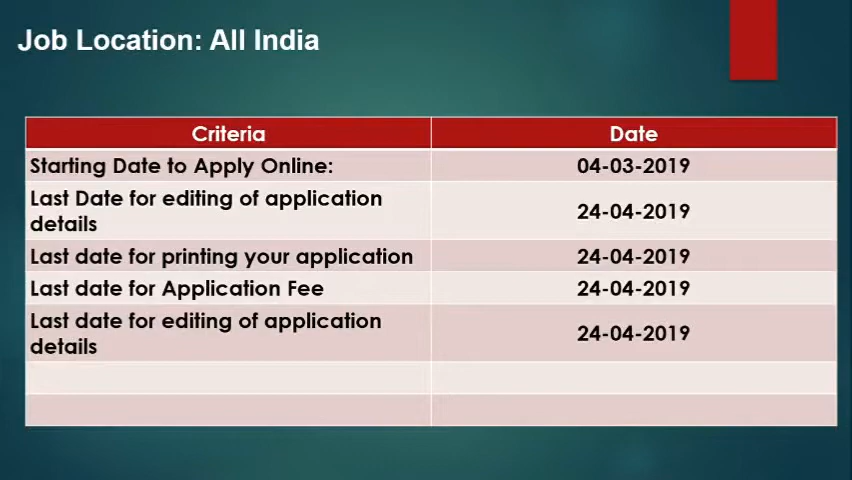 Job Location: All India
Criteria
Date
Starting Date to Apply Online:
04-03-2019
Last Date for editing of application
details
24-04-2019
Last date for printing your application
24-04-2019
Last date for Application Fee
24-04-2019
Last date for editing of application
details
24-04-2019